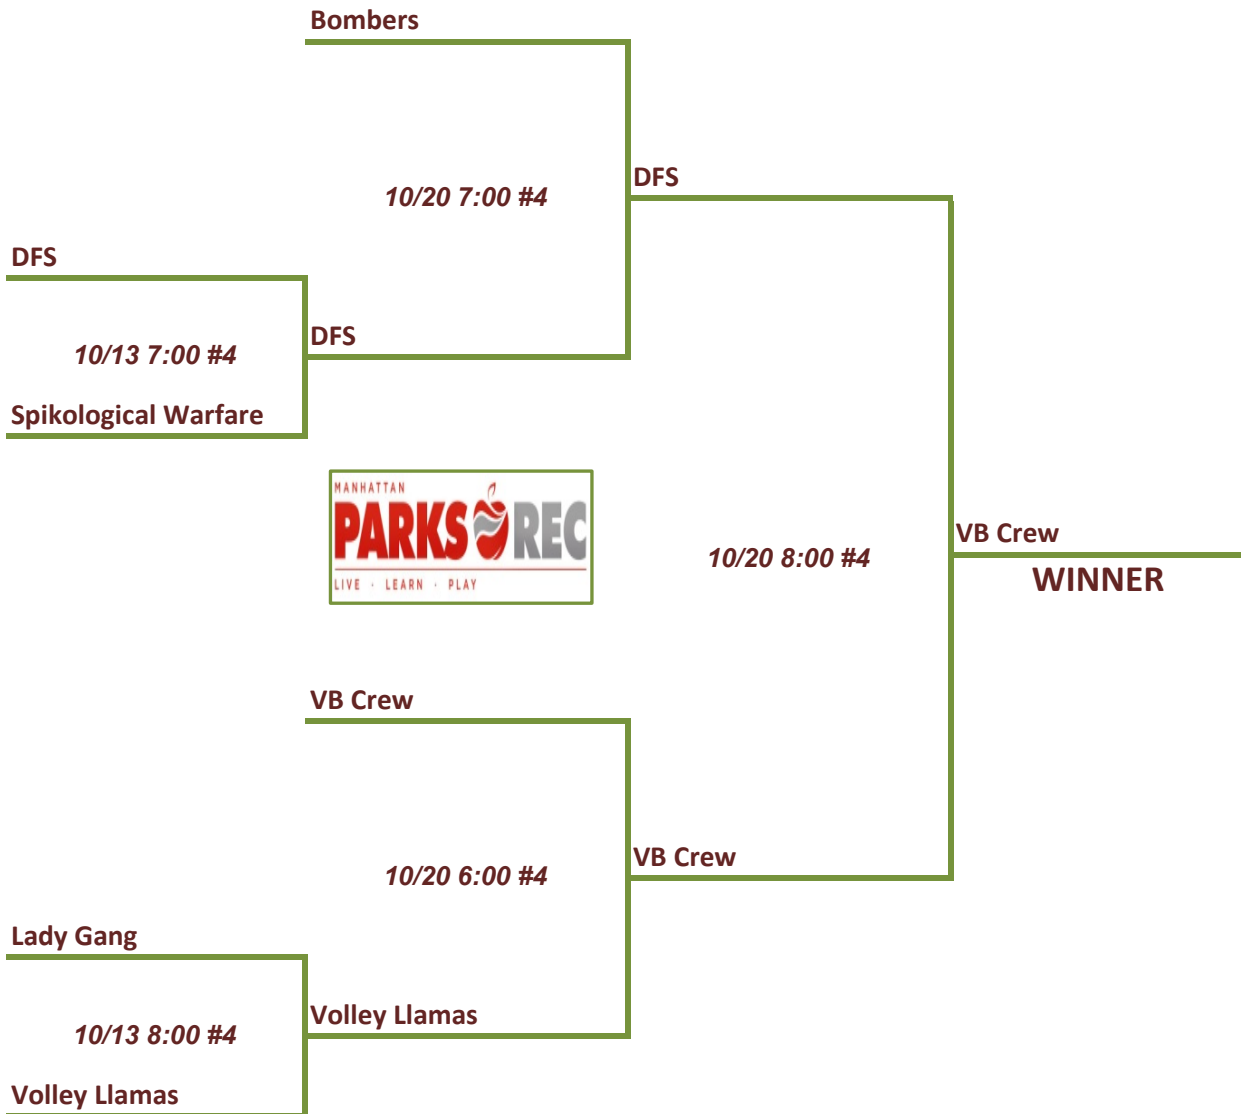 Bombers
DFS
10/20 7:00 #4
DFS
DFS
10/13 7:00 #4
Spikological Warfare
MANHATTAN
PARKS REC
LIVE · LEARN · PLAY
VB Crew
10/20 8:00 #4
WINNER
VB Crew
VB Crew
10/20 6:00 #4
Lady Gang
Volley Llamas
10/13 8:00 #4
Volley Llamas